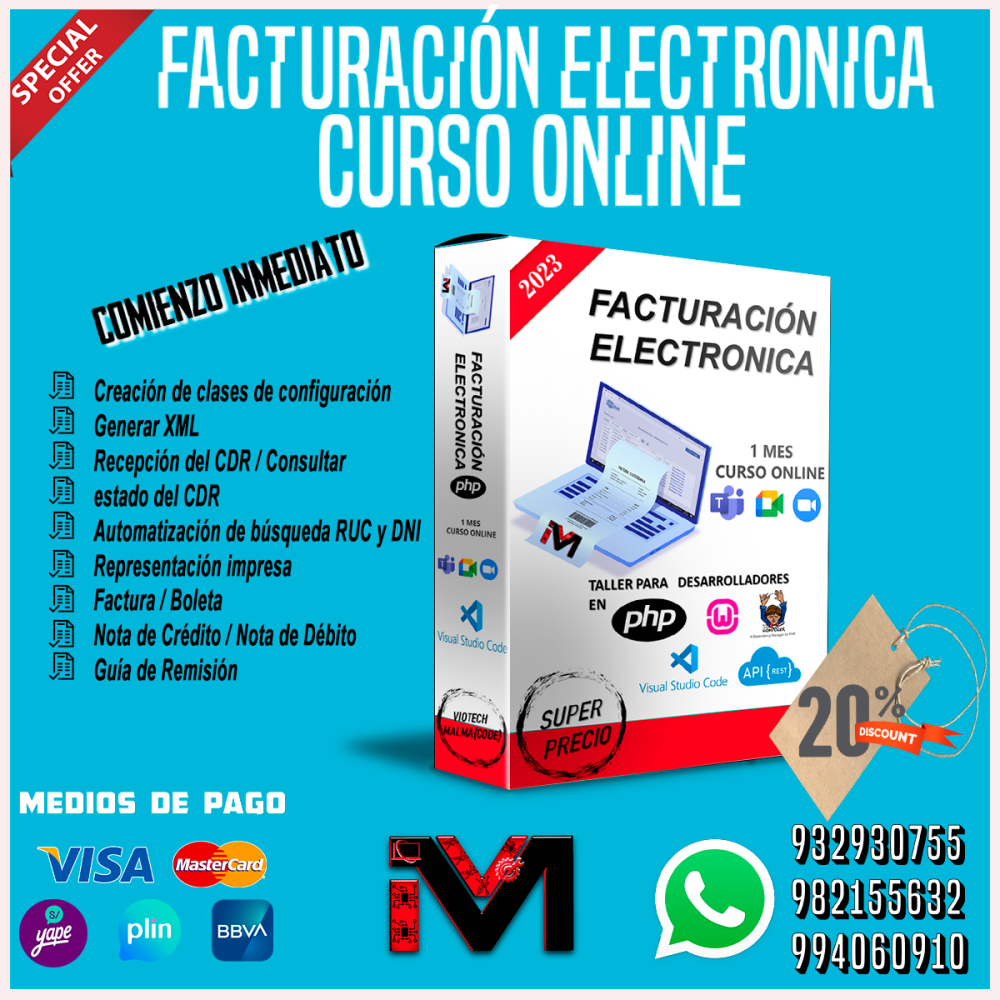 SPECIAL
OFFER
FACTURACIÓN ELECTRONICA
CURSO ONLINE
COMIENZO INMEDIATO
Creación de clases de configuración
Generar XML
Recepción del CDR / Consultar
estado del CDR
Automatización de búsqueda RUC y DNI
Representación impresa
Factura / Boleta
Nota de Crédito / Nota de Débito
Guía de Remisión
FACTURACIÓN
ELECTRONICA
php
1 MES
CURSO ONLINE
Visual Studio Code
VIOTECH
MALMA{CODE}
2023
FACTURACIÓN
ELECTRONICA
1 MES
CURSO ONLINE
TALLER PARA DESARROLLADORES
EN php
Visual Studio Code
API {REST}
SUPER
PRECIO
20%
DISCOUNT
MEDIOS DE PAGO
VISA
MasterCard
S/
yape
plin
BBVA
932930755
982155632
994060910